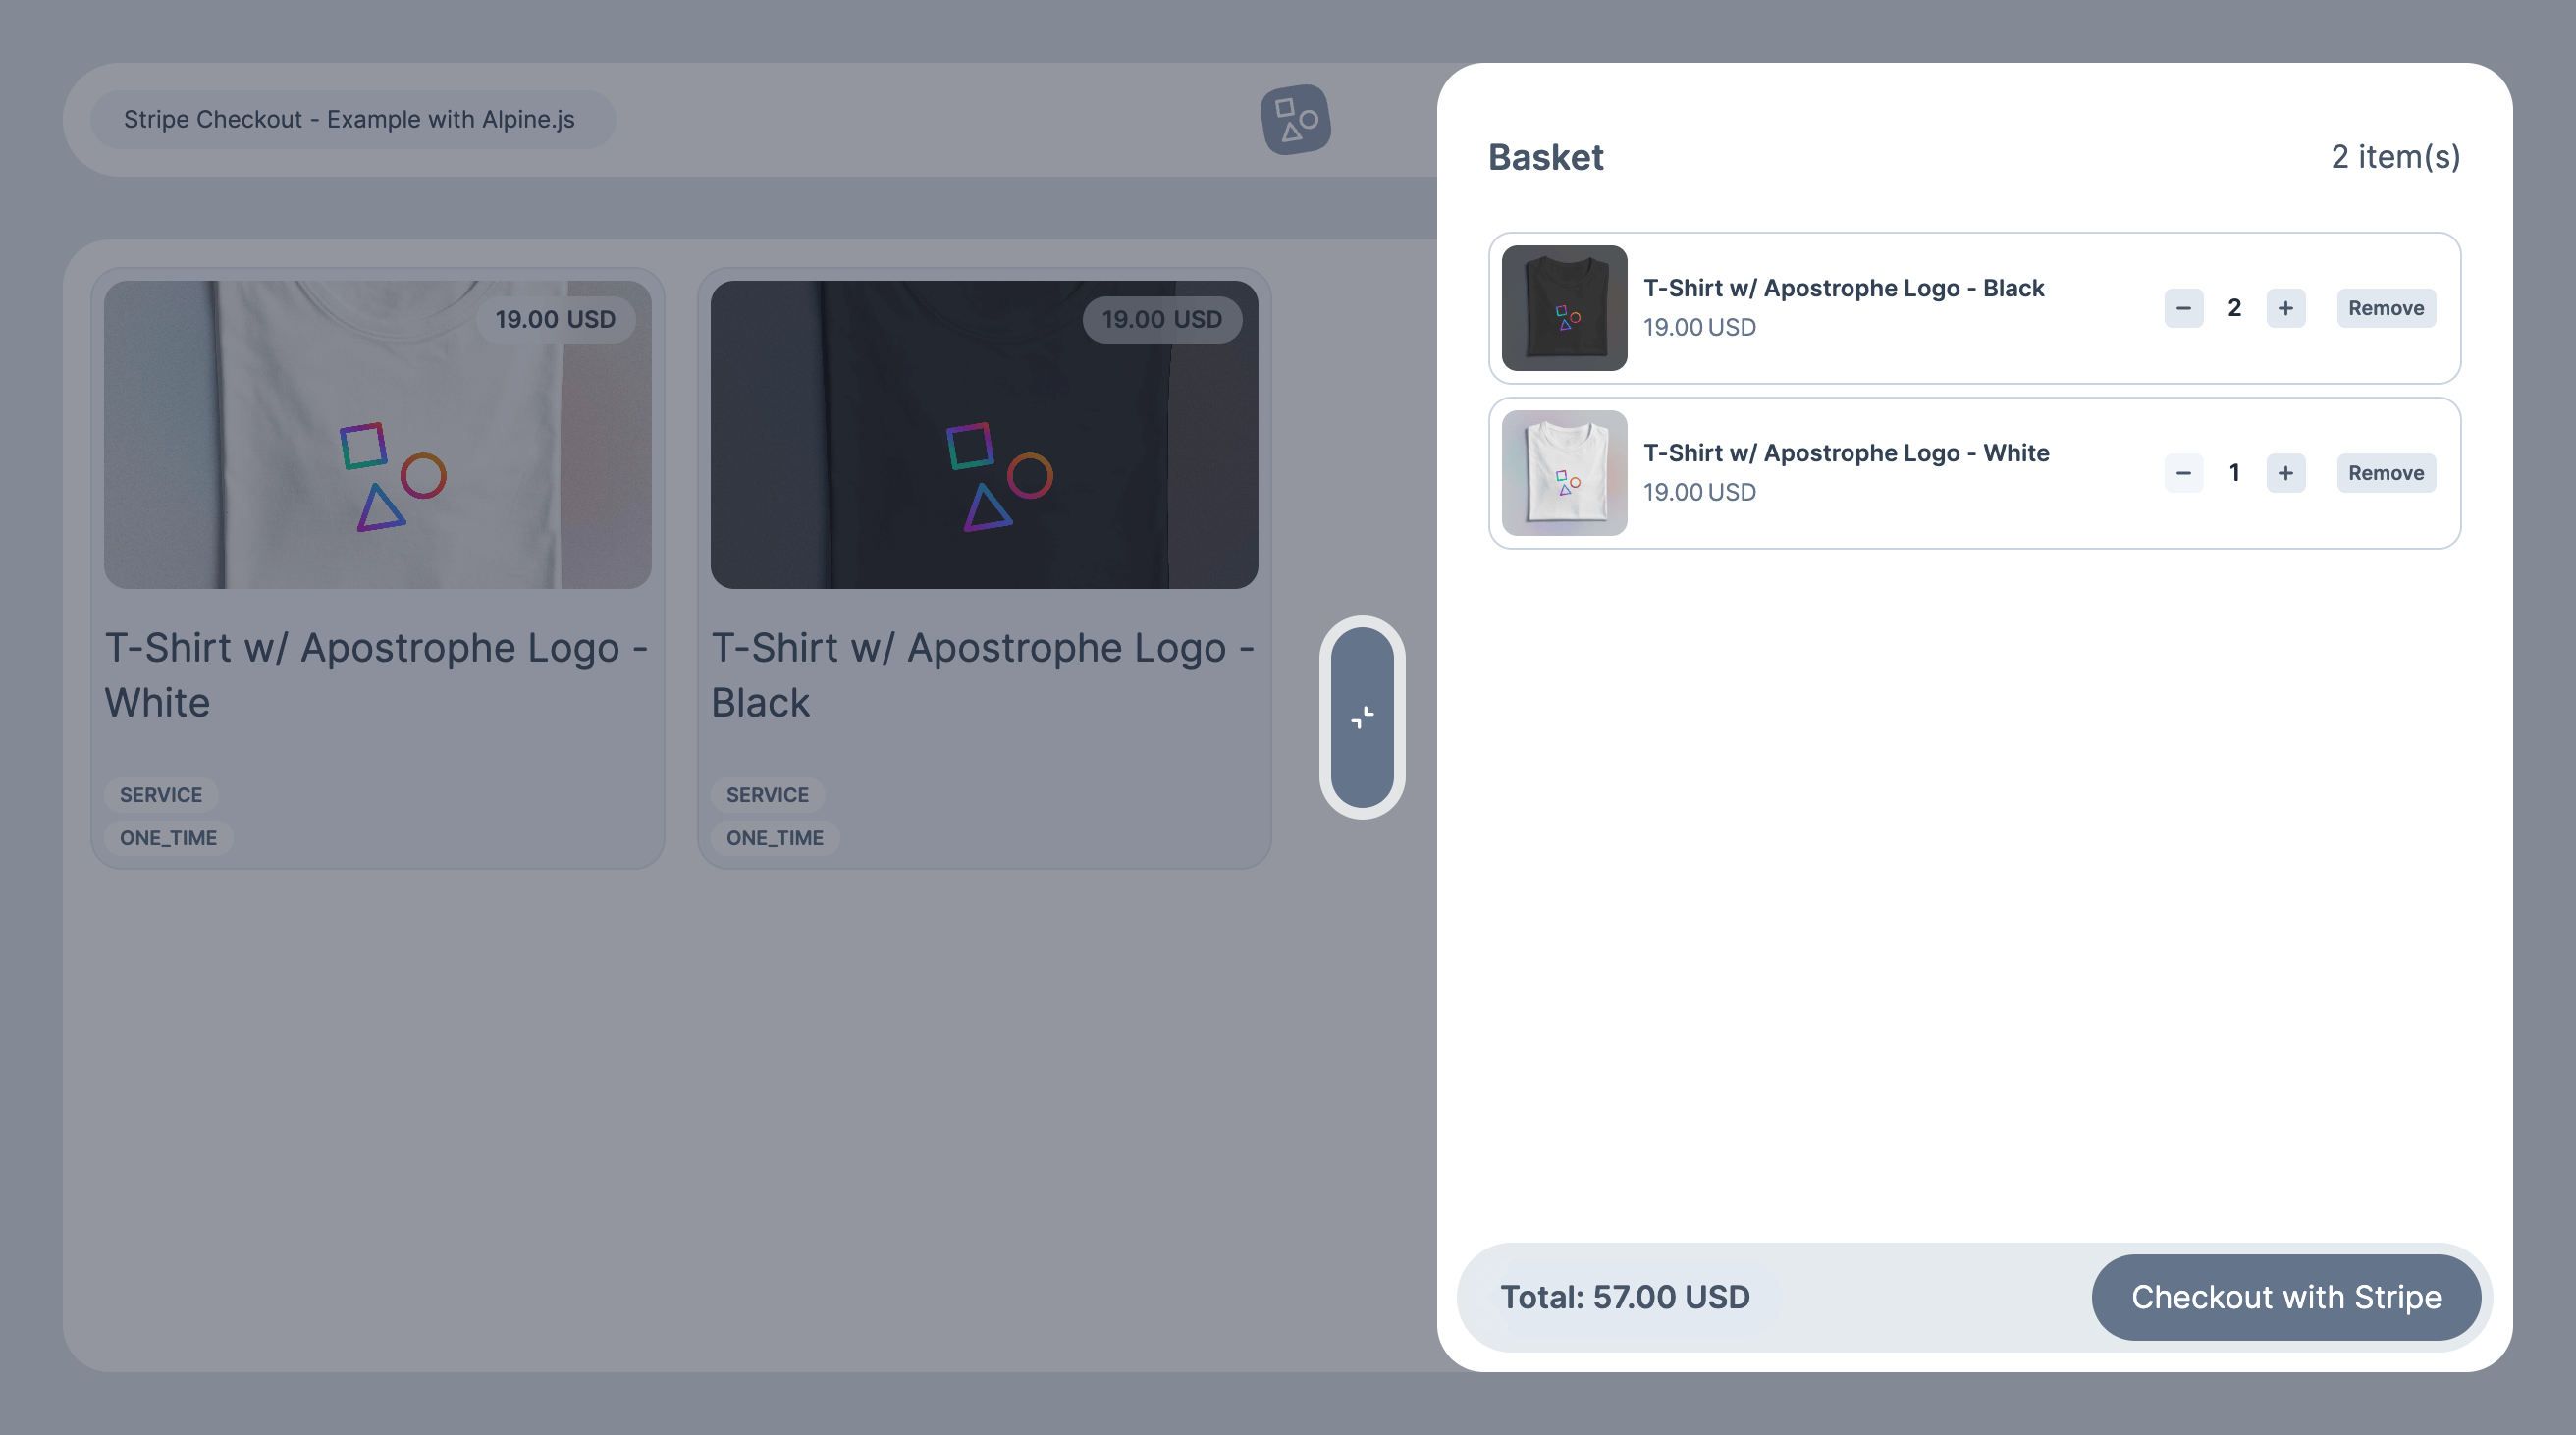 Stripe Checkout - Example with Alpine.js
19.00 USD
T-Shirt w/ Apostrophe Logo -
White
SERVICE
ONE_TIME
19.00 USD
T-Shirt w/ Apostrophe Logo -
Black
SERVICE
ONE_TIME
Basket
2 item(s)
T-Shirt w/ Apostrophe Logo - Black
19.00 USD
− 2 + Remove
T-Shirt w/ Apostrophe Logo - White
19.00 USD
− 1 + Remove
Total: 57.00 USD
Checkout with Stripe